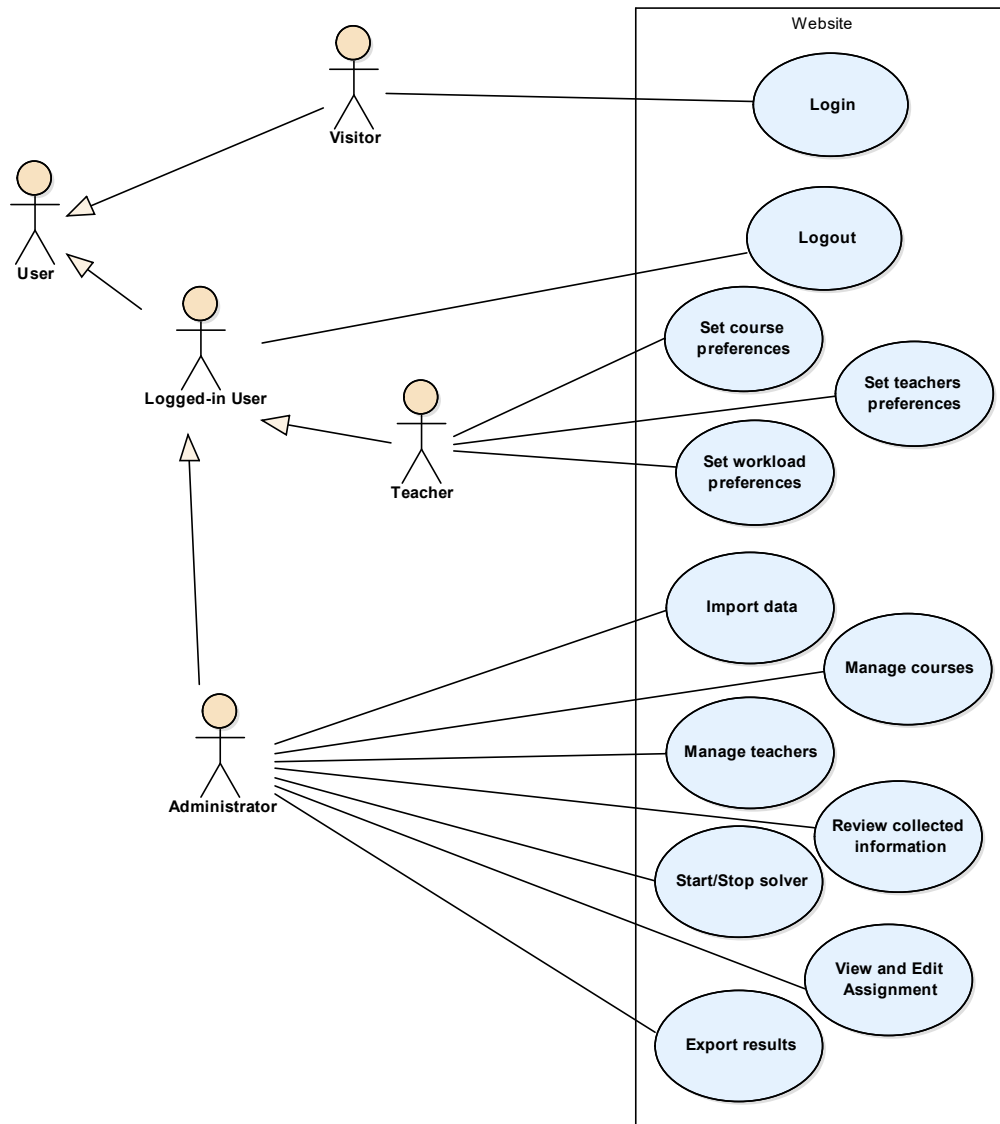 Website
Login
Visitor
User
Logout
Logged-in User
Set course
preferences
Set teachers
preferences
Teacher
Set workload
preferences
Import data
Manage courses
Manage teachers
Administrator
Review collected
information
Start/Stop solver
View and Edit
Assignment
Export results